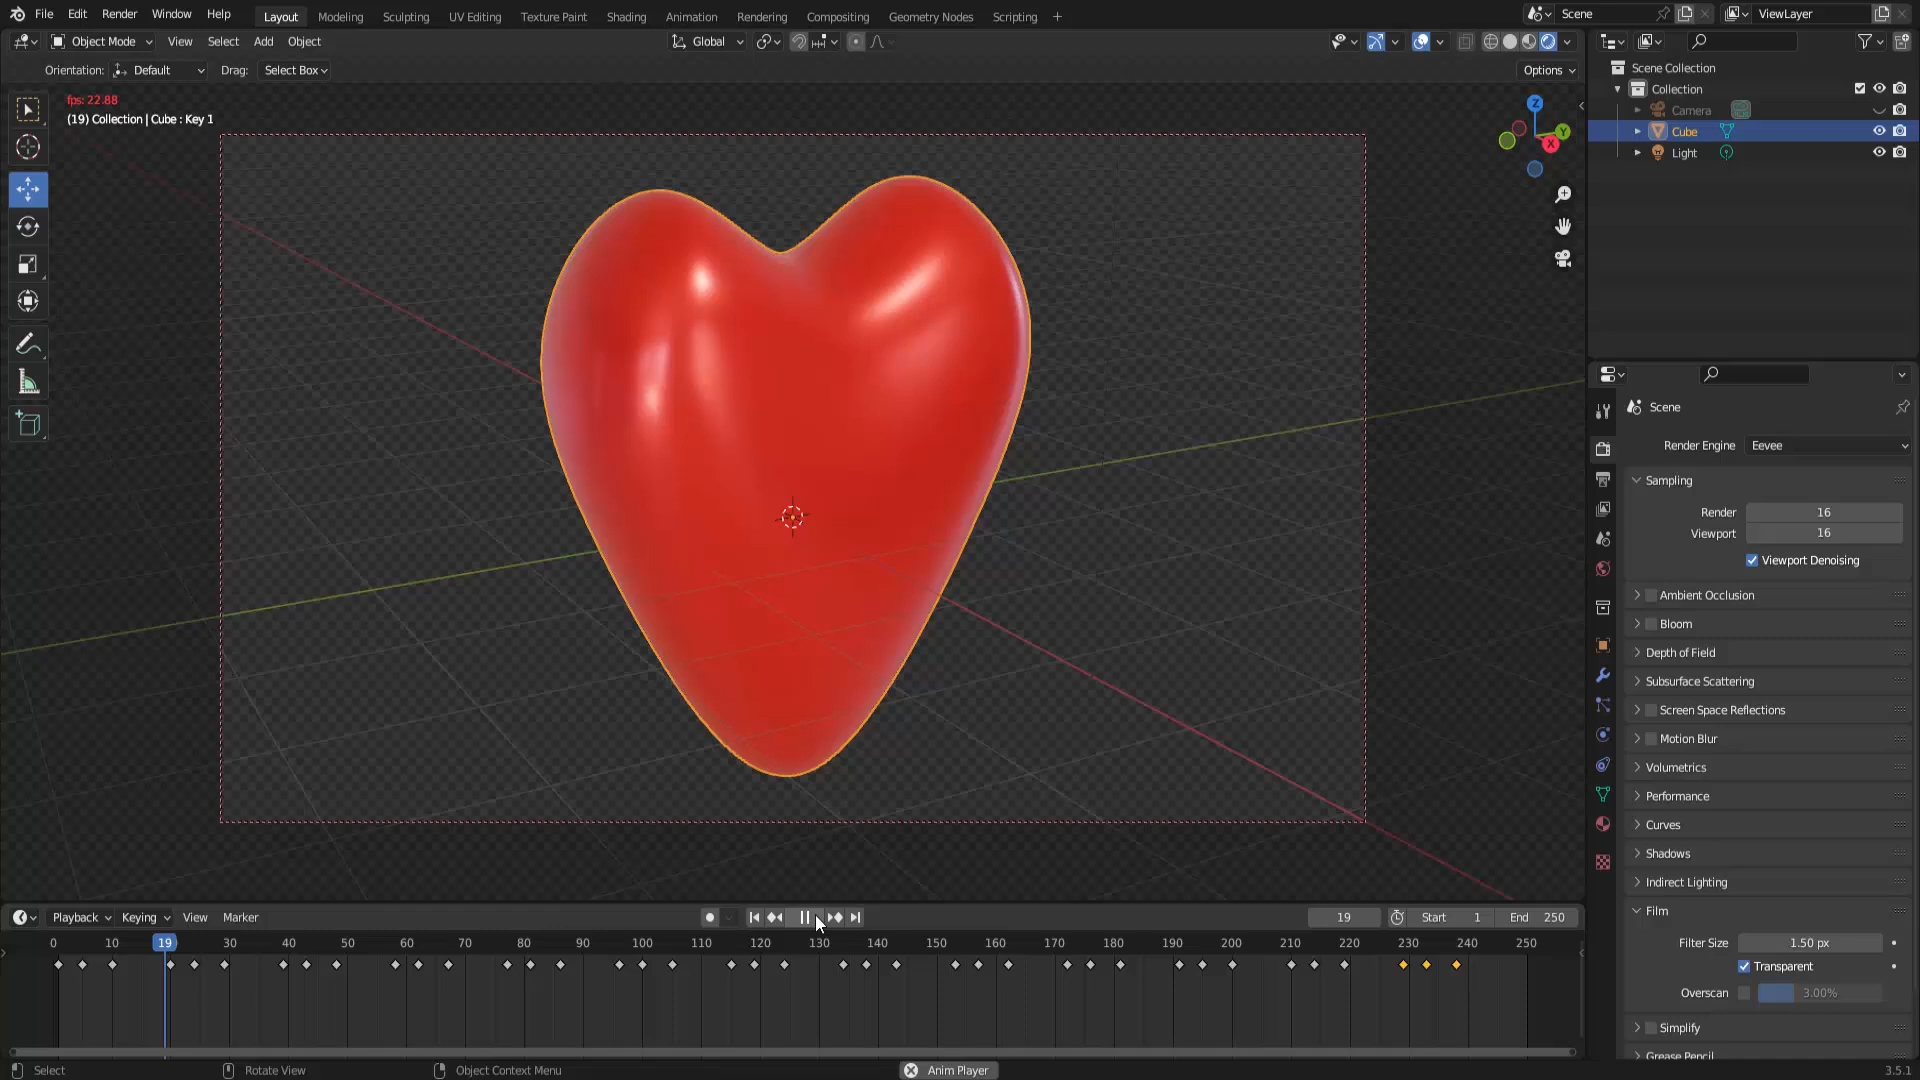 File Edit Render Window Help Layout Modeling Sculpting UV Editing Texture Paint Shading Animation Rendering Compositing Geometry Nodes Scripting + Scene ViewLayer
Object Mode View Select Add Object Global
Orientation: Default Drag: Select Box Options
fps: 22.88
(19) Collection | Cube : Key 1
Z
Y
X
Scene Collection
Collection
Camera
Cube
Light
Scene
Render Engine Eevee
Sampling
Render 16
Viewport 16
Viewport Denoising
Ambient Occlusion
Bloom
Depth of Field
Subsurface Scattering
Screen Space Reflections
Motion Blur
Volumetrics
Performance
Curves
Shadows
Indirect Lighting
Film
Filter Size 1.50 px
Transparent
Overscan 3.00%
Simplify
Grease Pencil
Playback Keying View Marker 19 Start 1 End 250
0 10 19 30 40 50 60 70 80 90 100 110 120 130 140 150 160 170 180 190 200 210 220 230 240 250
Select Rotate View Object Context Menu Anim Player 3.5.1